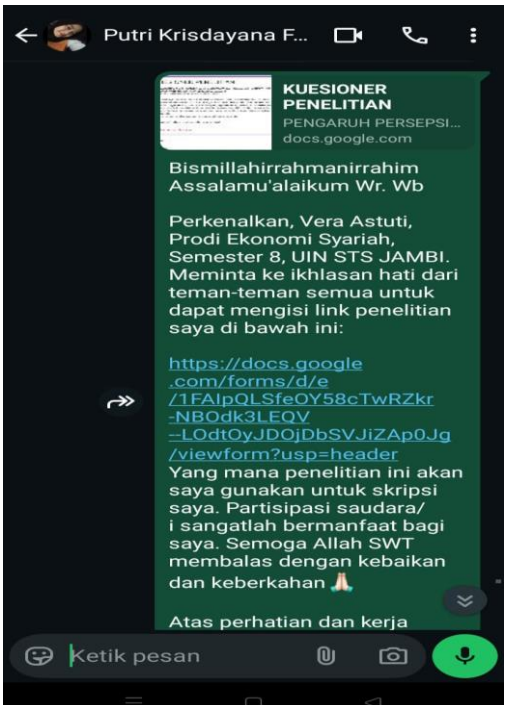 Putri Krisdayana F...
KUESIONER
PENELITIAN
PENGARUH PERSEPSI...
docs.google.com
Bismillahirrahmanirrahim
Assalamu'alaikum Wr. Wb
Perkenalkan, Vera Astuti,
Prodi Ekonomi Syariah,
Semester 8, UIN STS JAMBI.
Meminta ke ikhlasan hati dari
teman-teman semua untuk
dapat mengisi link penelitian
saya di bawah ini:
https://docs.google
.com/forms/d/e
/1FAIpQLSfeOY58cTwRZkr
-NBOdk3LEQV
--LOdtOyJDOjDbSVJiZAp0Jg
/viewform?usp=header
Yang mana penelitian ini akan
saya gunakan untuk skripsi
saya. Partisipasi saudara/
i sangatlah bermanfaat bagi
saya. Semoga Allah SWT
membalas dengan kebaikan
dan keberkahan 🙏🏻
Atas perhatian dan kerja
Ketik pesan